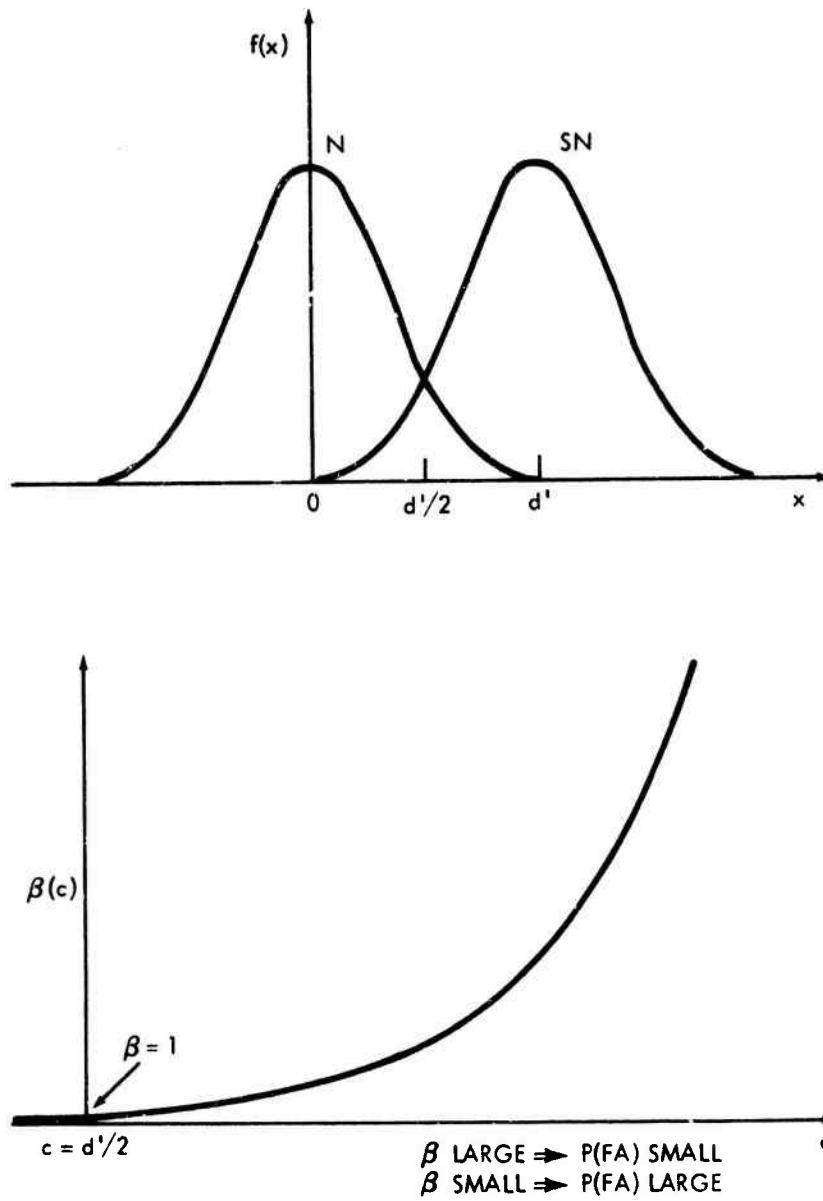 f(x)
N
SN
0
d'/2
d'
x
β(c)
β = 1
c = d'/2
β LARGE ⇒ P(FA) SMALL
β SMALL ⇒ P(FA) LARGE